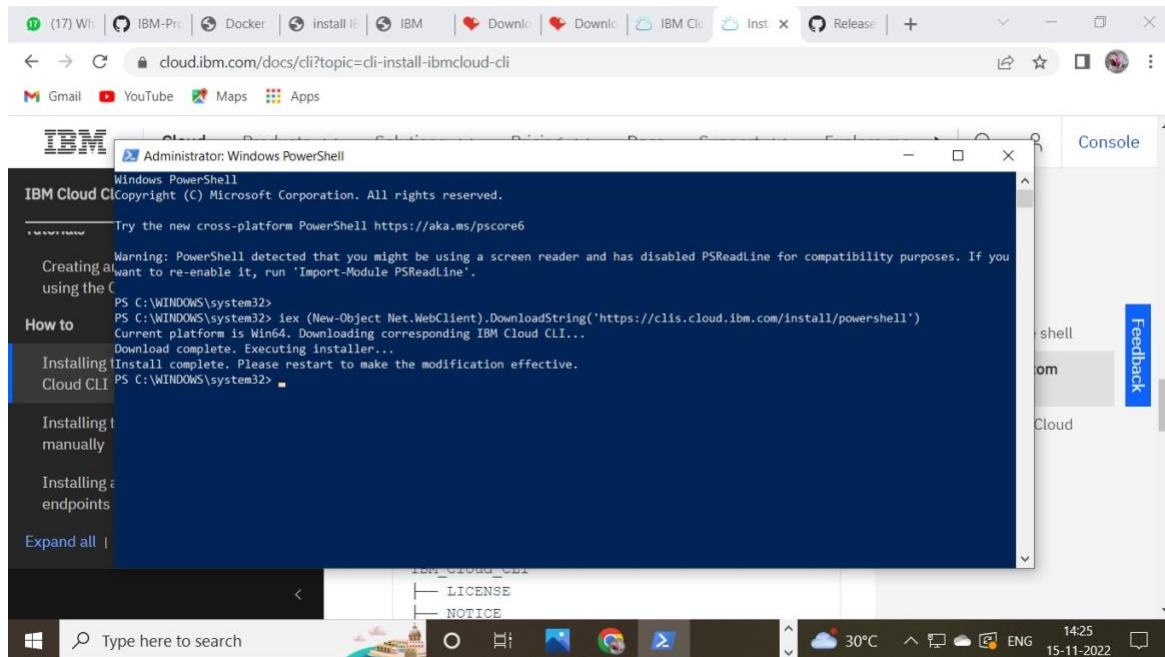 (17) Wh
IBM-Pro
Docker
install IE
IBM
Downlo
Downlo
IBM Clo
Inst
Release
cloud.ibm.com/docs/cli?topic=cli-install-ibmcloud-cli
Gmail
YouTube
Maps
Apps
IBM
Console
Administrator: Windows PowerShell
Windows PowerShell
Copyright (C) Microsoft Corporation. All rights reserved.
Try the new cross-platform PowerShell https://aka.ms/pscore6
Warning: PowerShell detected that you might be using a screen reader and has disabled PSReadLine for compatibility purposes. If you
want to re-enable it, run 'Import-Module PSReadLine'.
PS C:\WINDOWS\system32>
PS C:\WINDOWS\system32> iex (New-Object Net.WebClient).DownloadString('https://clis.cloud.ibm.com/install/powershell')
Current platform is Win64. Downloading corresponding IBM Cloud CLI...
Download complete. Executing installer...
Install complete. Please restart to make the modification effective.
PS C:\WINDOWS\system32>
IBM Cloud Cl
Creating an
using the C
How to
Installing t
Cloud CLI
Installing t
manually
Installing a
endpoints
Expand all |
shell
om
Cloud
Feedback
IBM_Cloud_CLI
├── LICENSE
├── NOTICE
Type here to search
30°C
ENG
14:25
15-11-2022